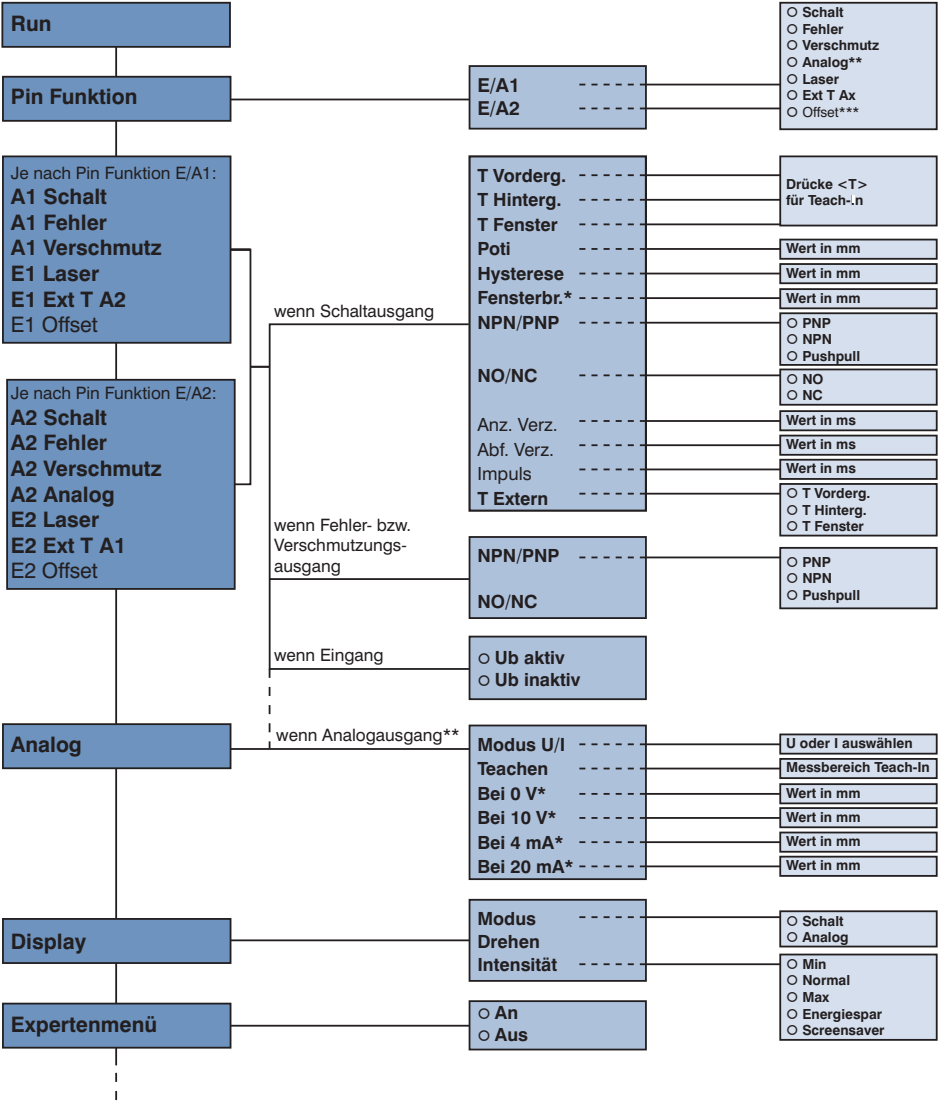 Run
Pin Funktion
E/A1
E/A2
○ Schalt
○ Fehler
○ Verschmutz
○ Analog**
○ Laser
○ Ext T Ax
○ Offset***
Je nach Pin Funktion E/A1:
A1 Schalt
A1 Fehler
A1 Verschmutz
E1 Laser
E1 Ext T A2
E1 Offset
Je nach Pin Funktion E/A2:
A2 Schalt
A2 Fehler
A2 Verschmutz
A2 Analog
E2 Laser
E2 Ext T A1
E2 Offset
wenn Schaltausgang
T Vorderg.
T Hinterg.
T Fenster
Poti
Hysterese
Fensterbr.*
NPN/PNP
NO/NC
Anz. Verz.
Abf. Verz.
Impuls
T Extern
Drücke <T>
für Teach-In
Wert in mm
Wert in mm
Wert in mm
○ PNP
○ NPN
○ Pushpull
○ NO
○ NC
Wert in ms
Wert in ms
Wert in ms
○ T Vorderg.
○ T Hinterg.
○ T Fenster
wenn Fehler- bzw.
Verschmutzungs-
ausgang
NPN/PNP
NO/NC
○ PNP
○ NPN
○ Pushpull
wenn Eingang
○ Ub aktiv
○ Ub inaktiv
Analog
wenn Analogausgang**
Modus U/I
Teachen
Bei 0 V*
Bei 10 V*
Bei 4 mA*
Bei 20 mA*
U oder I auswählen
Messbereich Teach-In
Wert in mm
Wert in mm
Wert in mm
Wert in mm
Display
Modus
Drehen
Intensität
○ Schalt
○ Analog
○ Min
○ Normal
○ Max
○ Energiespar
○ Screensaver
Expertenmenü
○ An
○ Aus